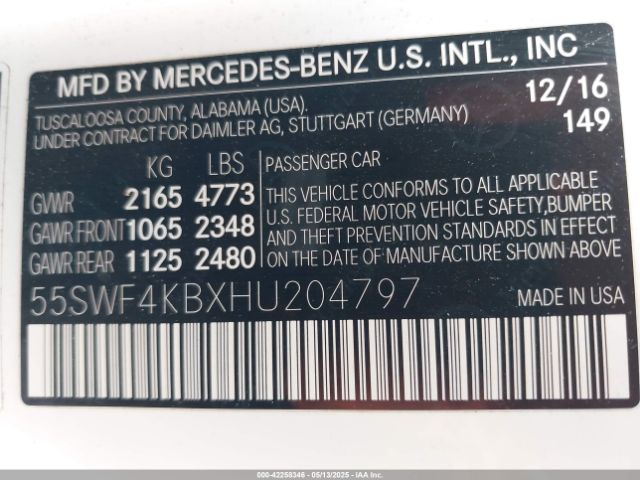 MFD BY MERCEDES-BENZ U.S. INTL., INC
TUSCALOOSA COUNTY, ALABAMA (USA). 12/16
UNDER CONTRACT FOR DAIMLER AG, STUTTGART (GERMANY) 149
KG LBS PASSENGER CAR
GVWR 2165 4773 THIS VEHICLE CONFORMS TO ALL APPLICABLE
GAWR FRONT 1065 2348 U.S. FEDERAL MOTOR VEHICLE SAFETY, BUMPER
GAWR REAR 1125 2480 AND THEFT PREVENTION STANDARDS IN EFFECT
ON THE DATE OF MANUFACTURE SHOWN ABOVE
55SWF4KBXHU204797 MADE IN USA
000-42258346 - 05/13/2025 - IAAI.COM